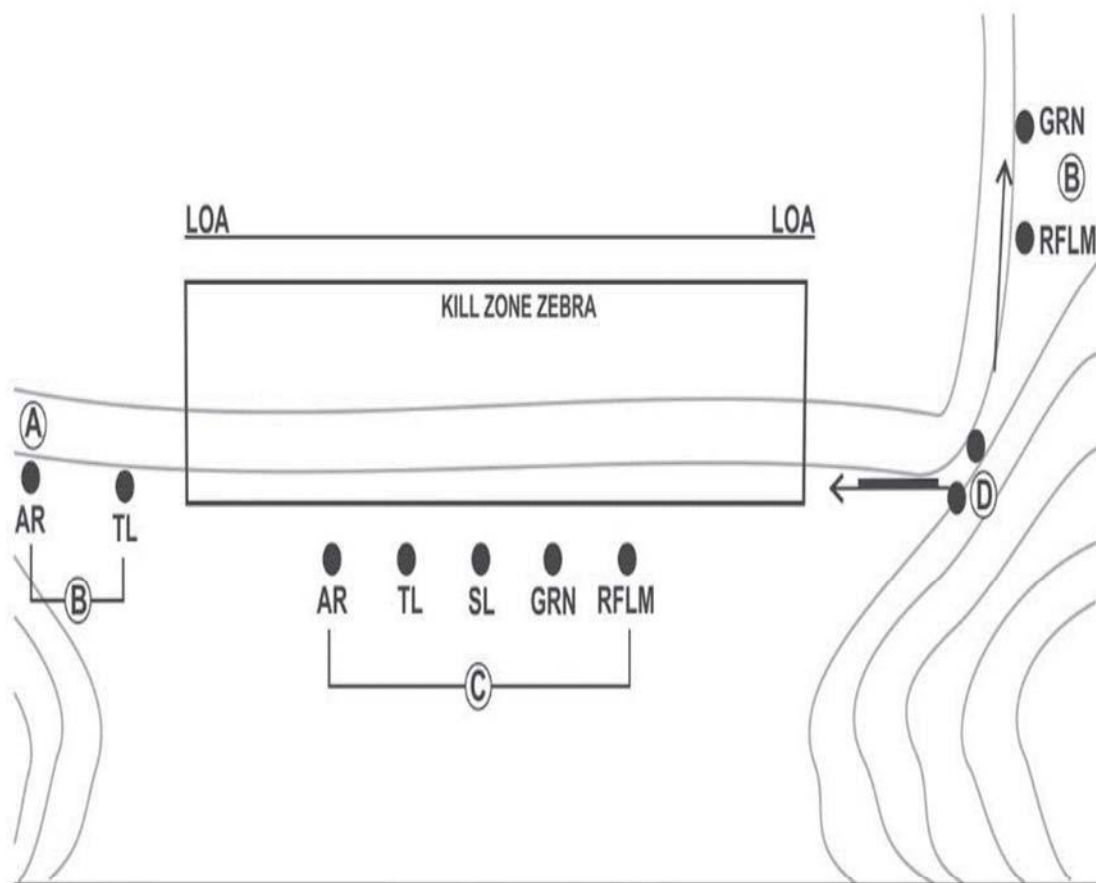 GRN
B
RFLM
LOA LOA
KILL ZONE ZEBRA
A
D
AR TL
B
AR TL SL GRN RFLM
C